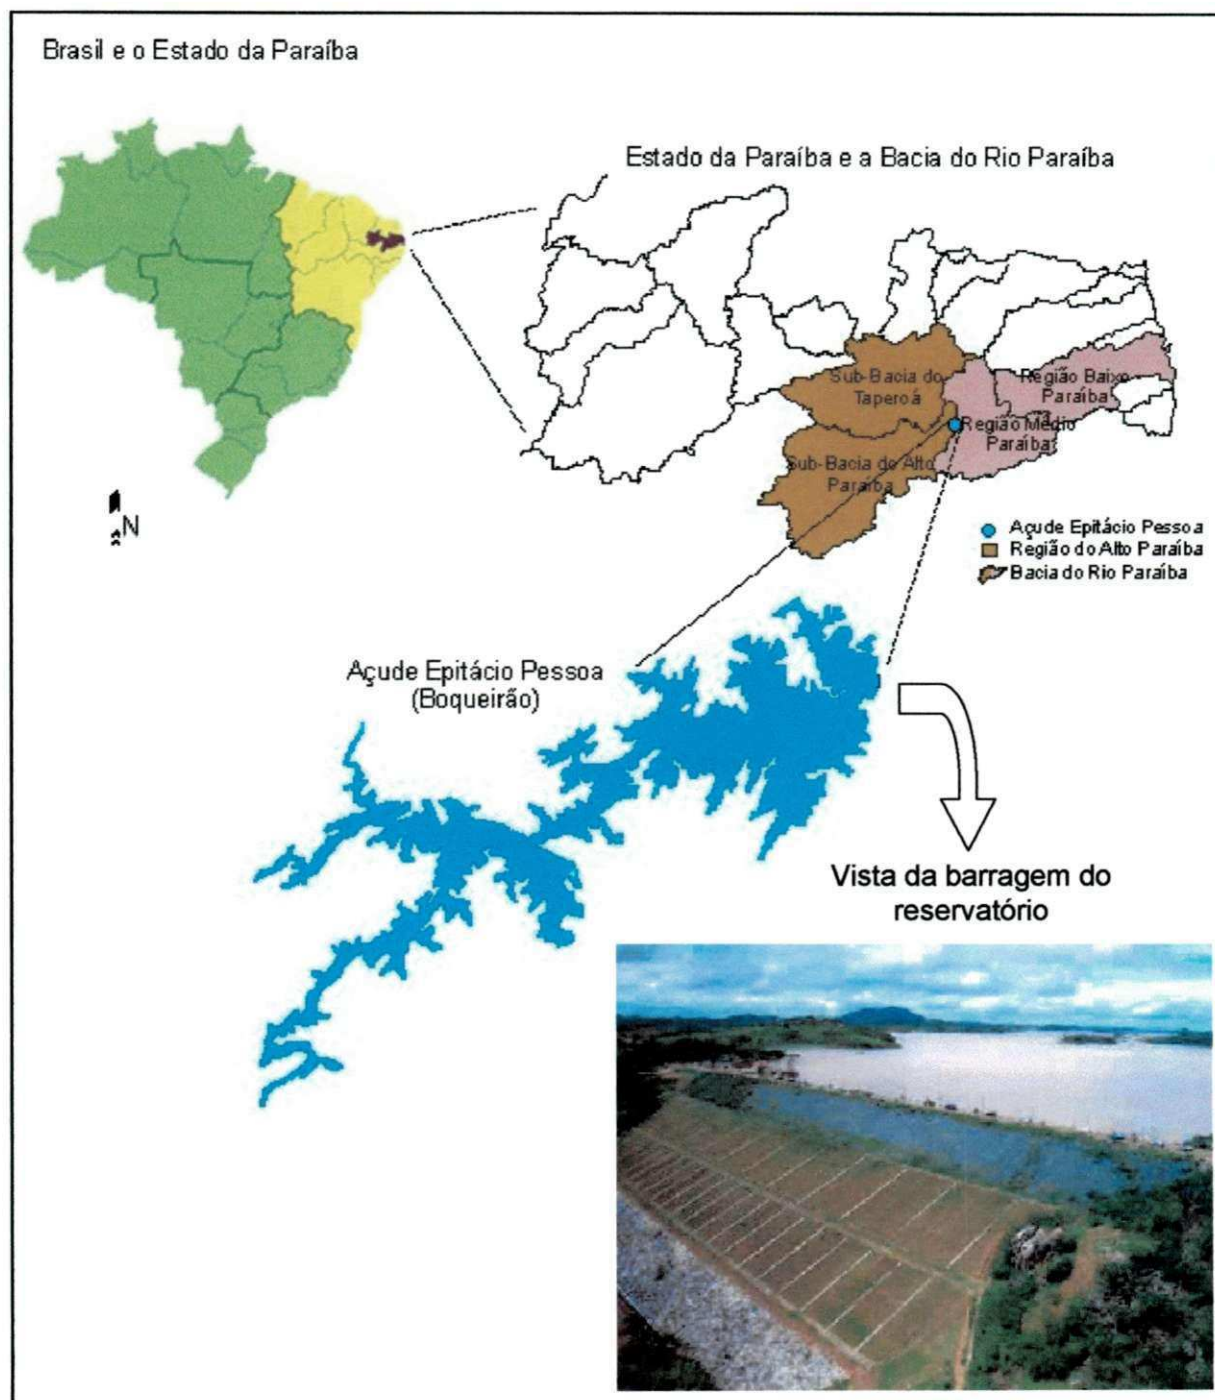 Brasil e o Estado da Paraíba
Estado da Paraíba e a Bacia do Rio Paraíba
Sub-Bacia do
Taperoá
Região Baixo
Paraíba
Região Médio
Paraíba
Sub-Bacia do Alto
Paraíba
N
Açude Epitácio Pessoa
Região do Alto Paraíba
Bacia do Rio Paraíba
Açude Epitácio Pessoa
(Boqueirão)
Vista da barragem do
reservatório